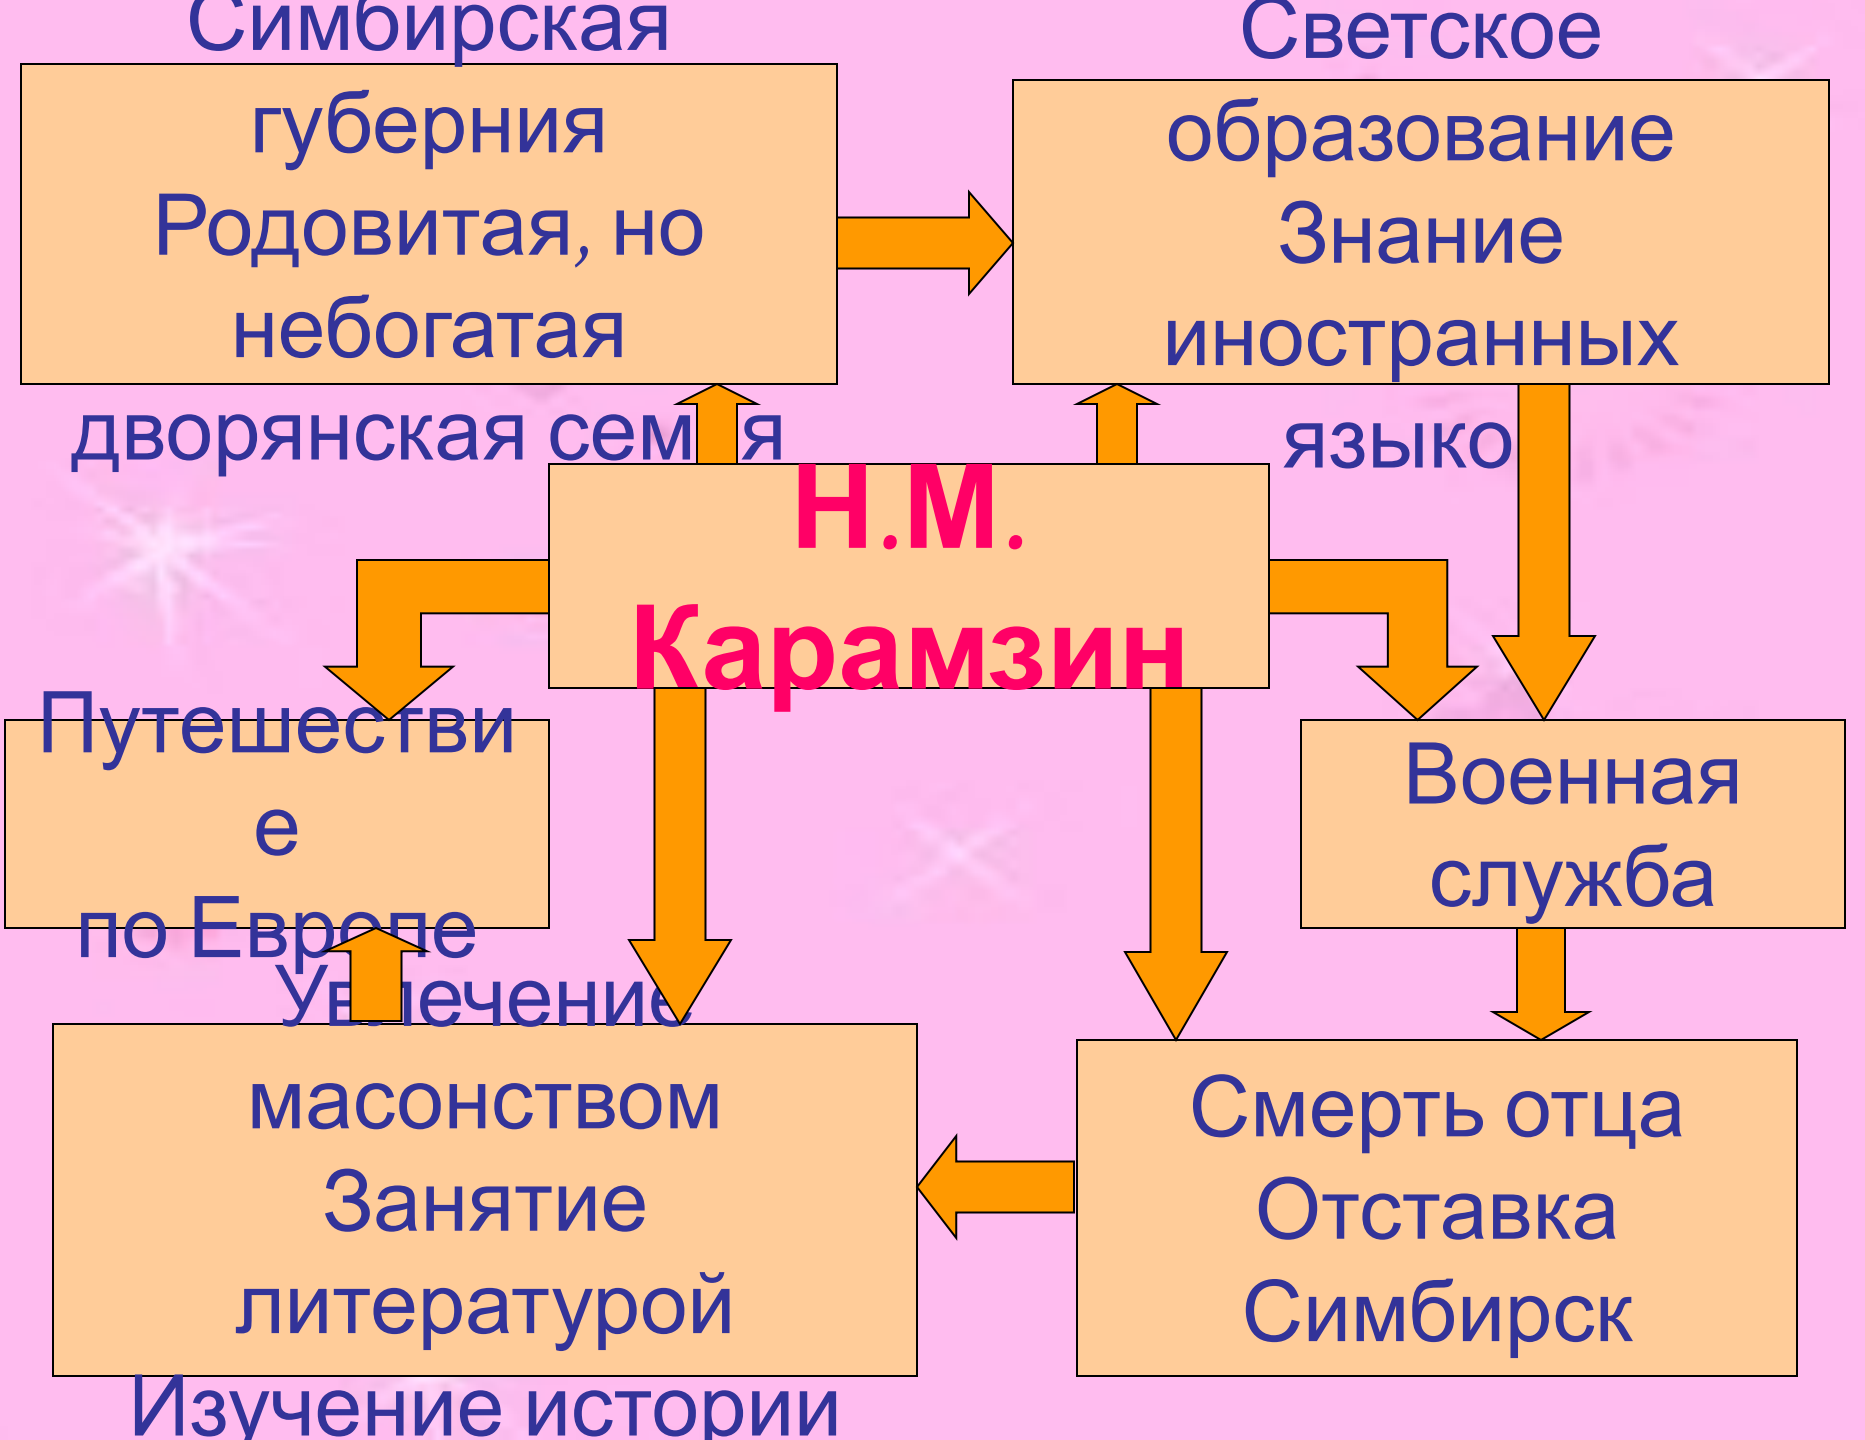 Симбирская
губерния
Родовитая, но
небогатая
дворянская семья
Светское
образование
Знание
иностранных
языко
Н.М.
Карамзин
Путешестви
е
по Европе
Военная
служба
Увлечение
масонством
Занятие
литературой
Изучение истории
Смерть отца
Отставка
Симбирск